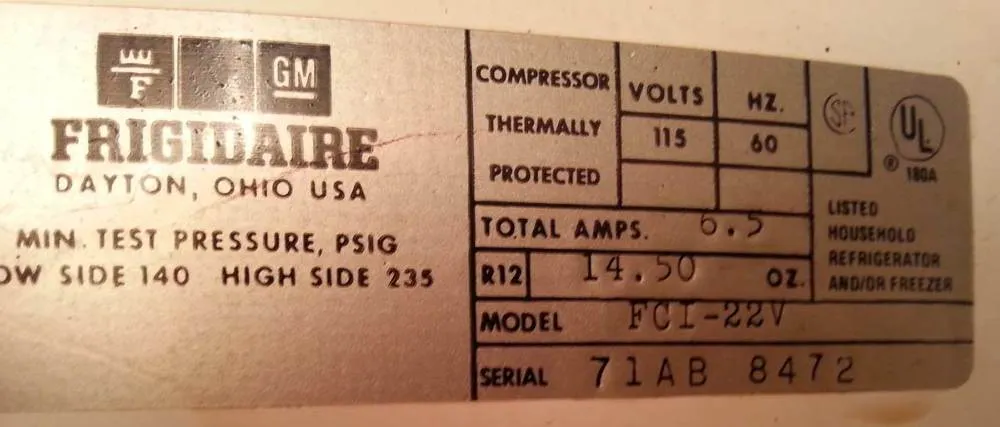 F GM
FRIGIDAIRE
DAYTON, OHIO USA
MIN. TEST PRESSURE, PSIG
SIDE 140 HIGH SIDE 235
COMPRESSOR
THERMALLY
PROTECTED
VOLTS HZ.
115 60
TOTAL AMPS. 6.5
R12 14.50 OZ.
MODEL FCI-22V
SERIAL 71AB 8472
UL
® 180A
LISTED
HOUSEHOLD
REFRIGERATOR
AND/OR FREEZER